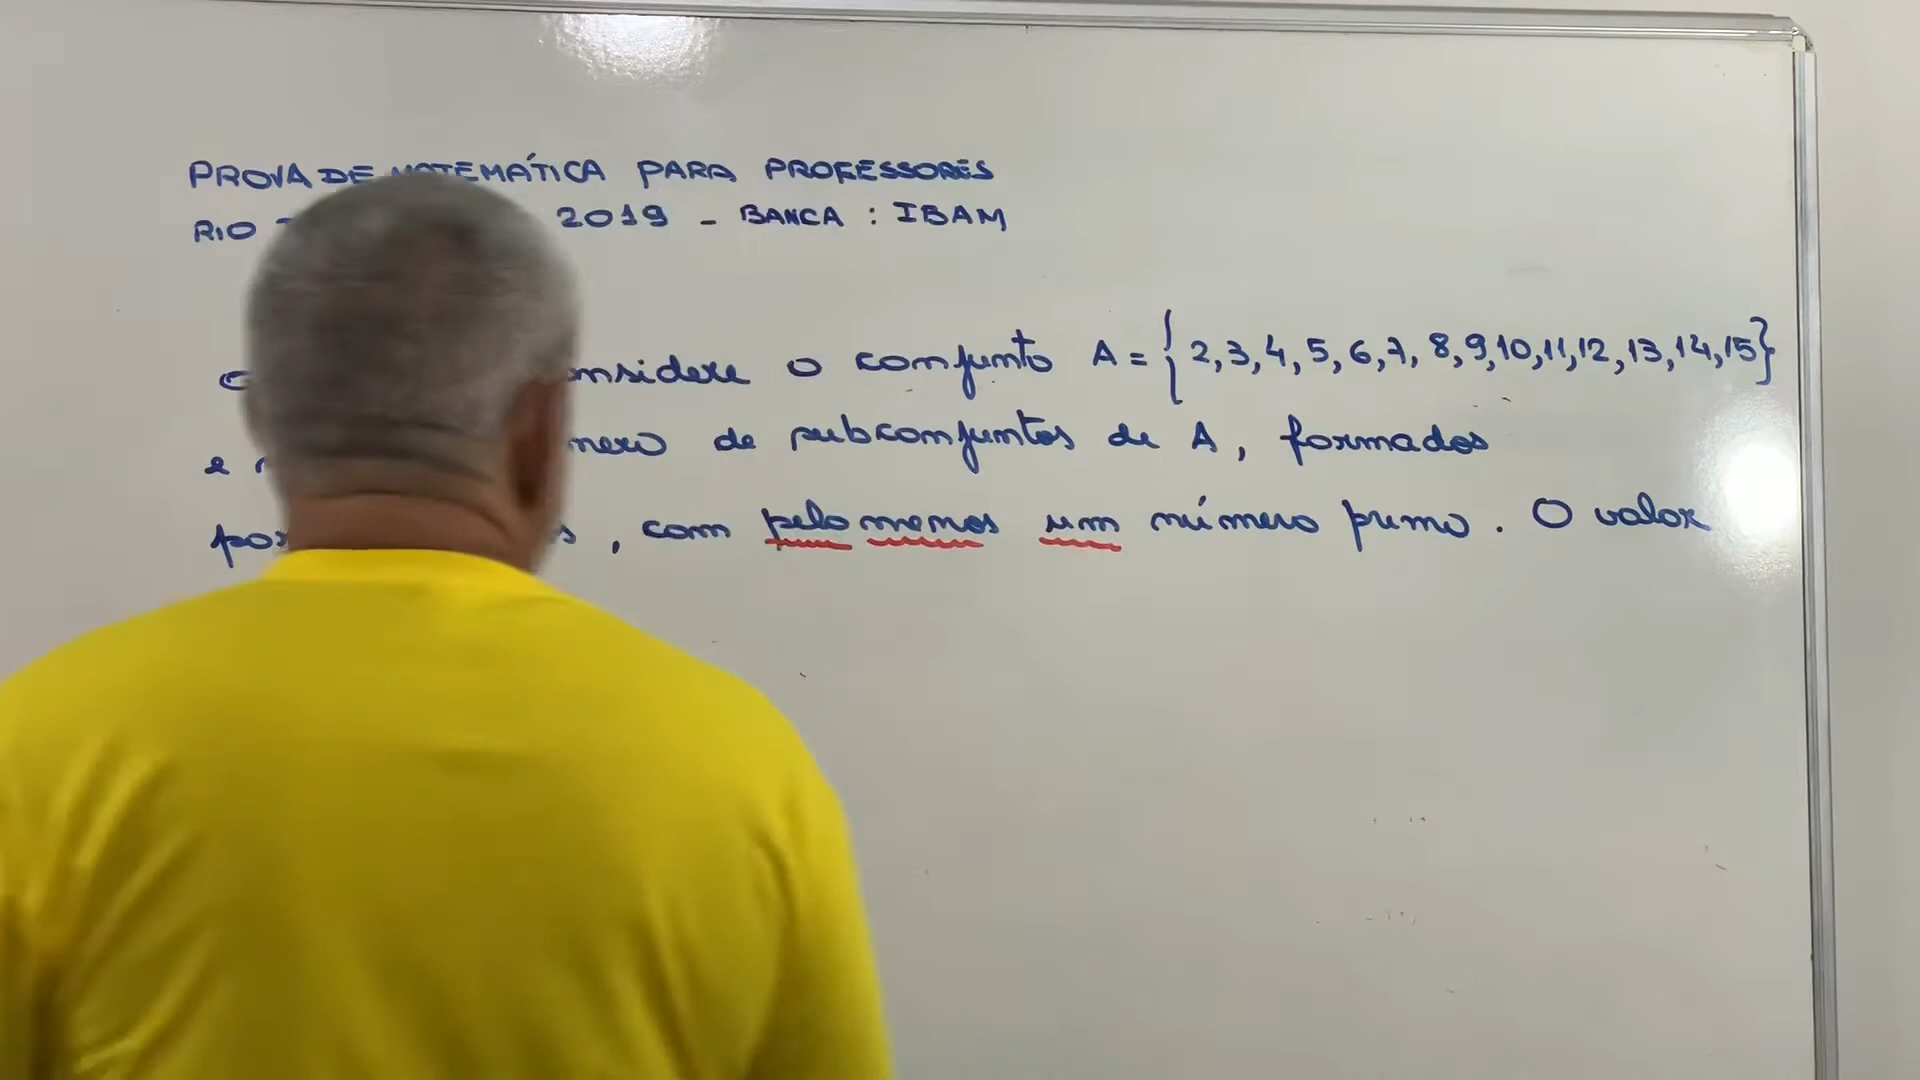 PROVA DE MATEMÁTICA PARA PROFESSORES
RIO 2019 - BANCA : IBAM
o conjunto A = { 2,3,4,5,6,7,8,9,10,11,12,13,14,15}
e de subconjuntos de A, formados
, com pelo menos um número primo. O valor